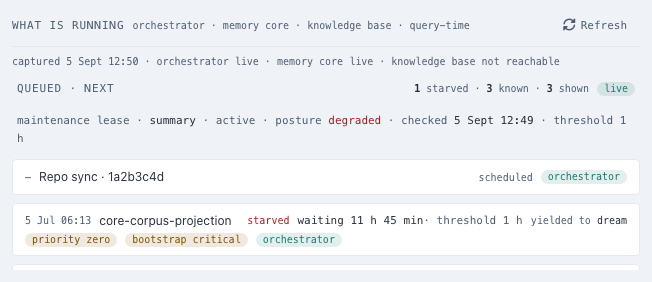 WHAT IS RUNNING orchestrator · memory core · knowledge base · query-time Refresh
captured 5 Sept 12:50 · orchestrator live · memory core live · knowledge base not reachable
QUEUED · NEXT 1 starved · 3 known · 3 shown live
maintenance lease · summary · active · posture degraded · checked 5 Sept 12:49 · threshold 1
h
– Repo sync · 1a2b3c4d scheduled orchestrator
5 Jul 06:13 core-corpus-projection starved waiting 11 h 45 min· threshold 1 h yielded to dream
priority zero bootstrap critical orchestrator